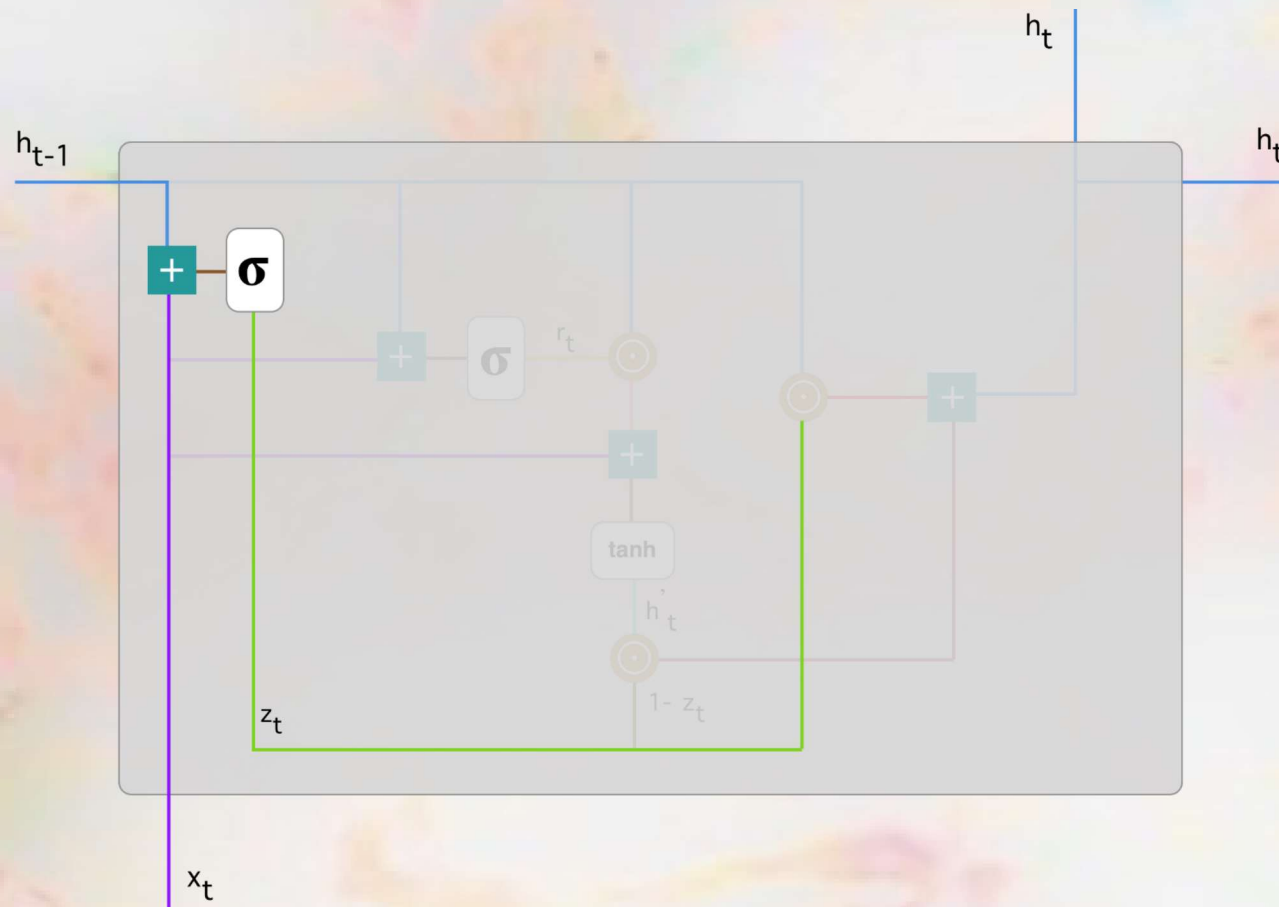 h_t
h_t-1
h_t
+
σ
+
σ
r_t
+
+
tanh
h'_t
z_t
1- z_t
x_t